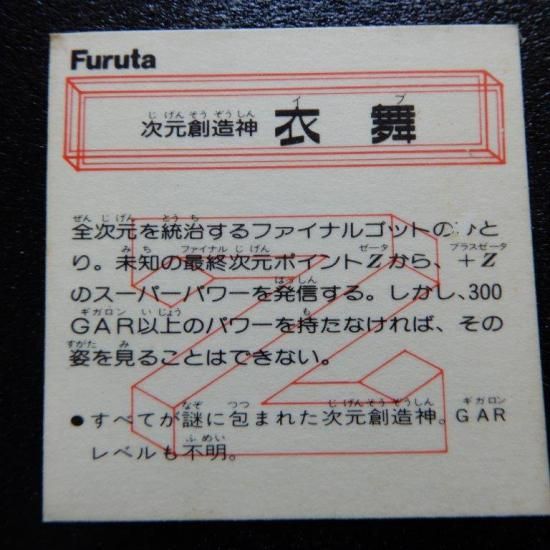 Furuta
次元創造神 衣舞
全次元を統治するファイナルゴットのひと
り。未知の最終次元ポイントZから、+Z
のスーパーパワーを発信する。しかし、300
GAR以上のパワーを持たなければ、その
姿を見ることはできない。
●すべてが謎に包まれた次元創造神。GAR
レベルも不明。